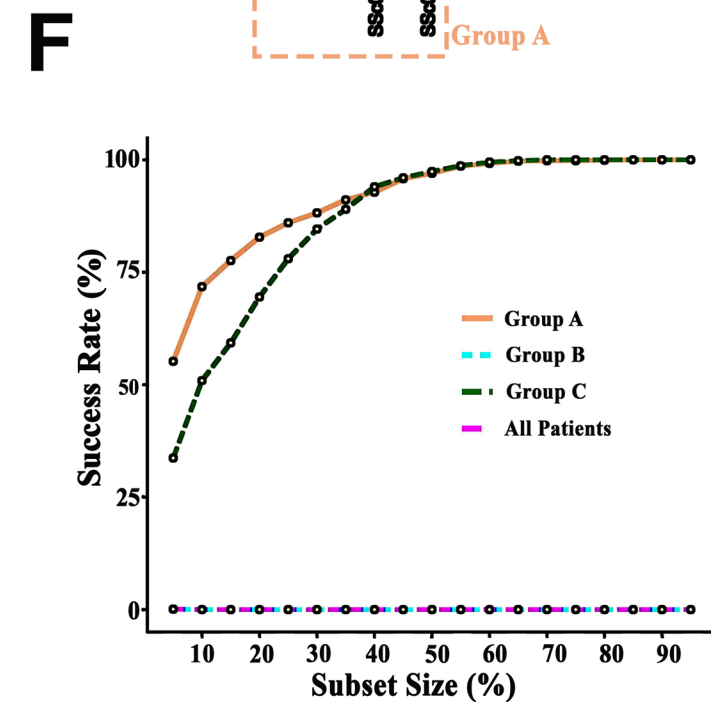 F
Group A
100
75
50
25
0
Success Rate (%)
Group A
Group B
Group C
All Patients
10 20 30 40 50 60 70 80 90
Subset Size (%)